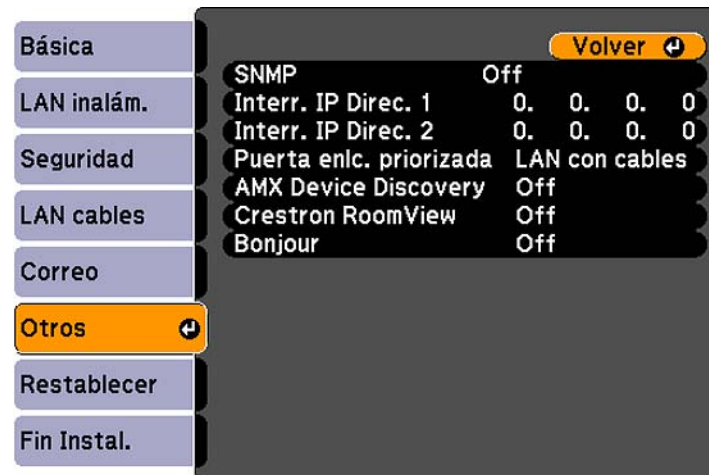 Básica
LAN inalám.
Seguridad
LAN cables
Correo
Otros
Restablecer
Fin Instal.
Volver
SNMP Off
Interr. IP Direc. 1 0. 0. 0. 0
Interr. IP Direc. 2 0. 0. 0. 0
Puerta enlc. priorizada LAN con cables
AMX Device Discovery Off
Crestron RoomView Off
Bonjour Off